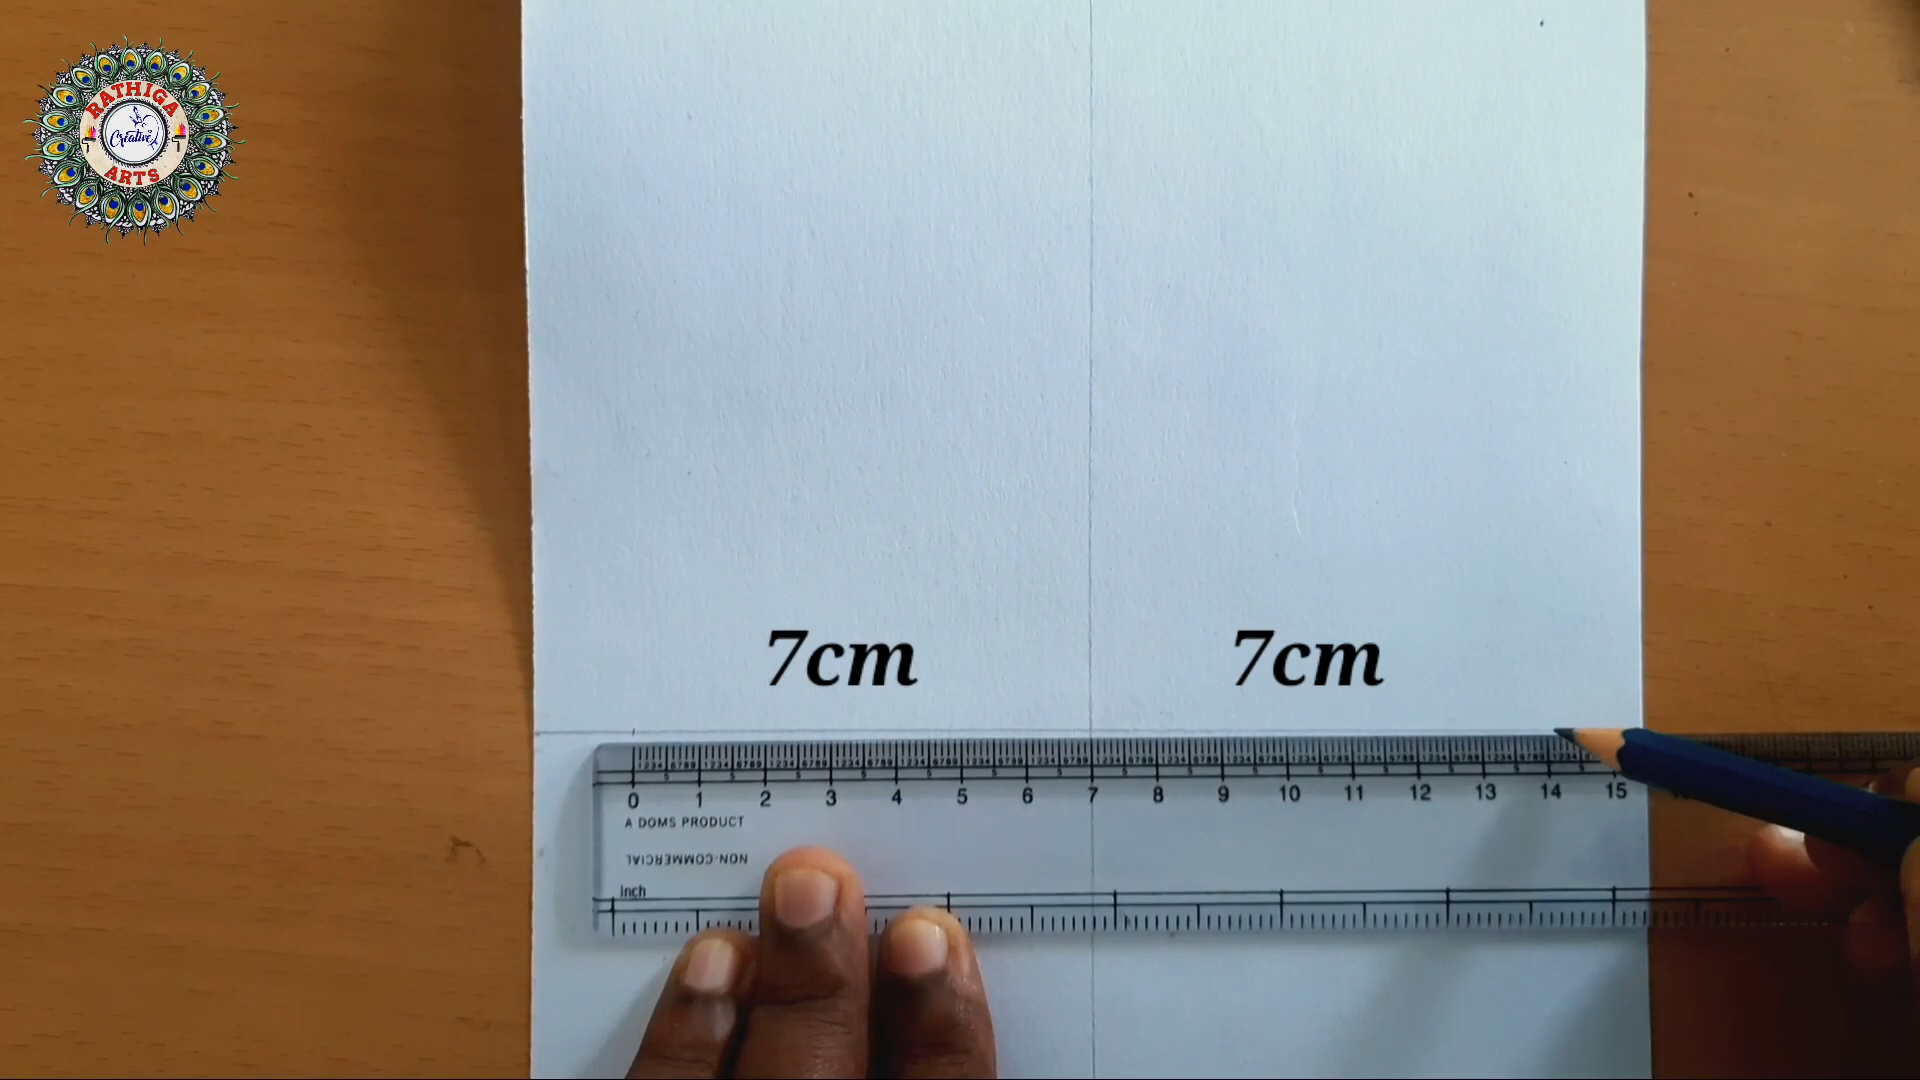 RATHIGA
Creative
ARTS
7cm 7cm
0 1 2 3 4 5 6 7 8 9 10 11 12 13 14 15
A DOMS PRODUCT
NON-COMMERCIAL
Inch